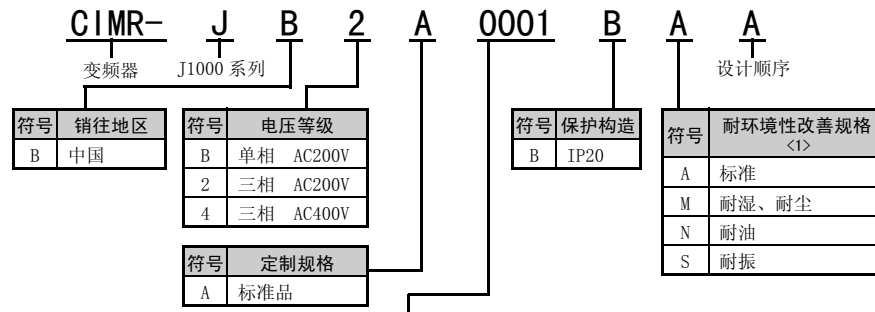 CIMR- J B 2 A 0001 B A A
变频器 J1000 系列 设计顺序
符号 销往地区
B 中国
符号 电压等级
B 单相 AC200V
2 三相 AC200V
4 三相 AC400V
符号 定制规格
A 标准品
符号 保护构造
B IP20
符号 耐环境性改善规格
<1>
A 标准
M 耐湿、耐尘
N 耐油
S 耐振